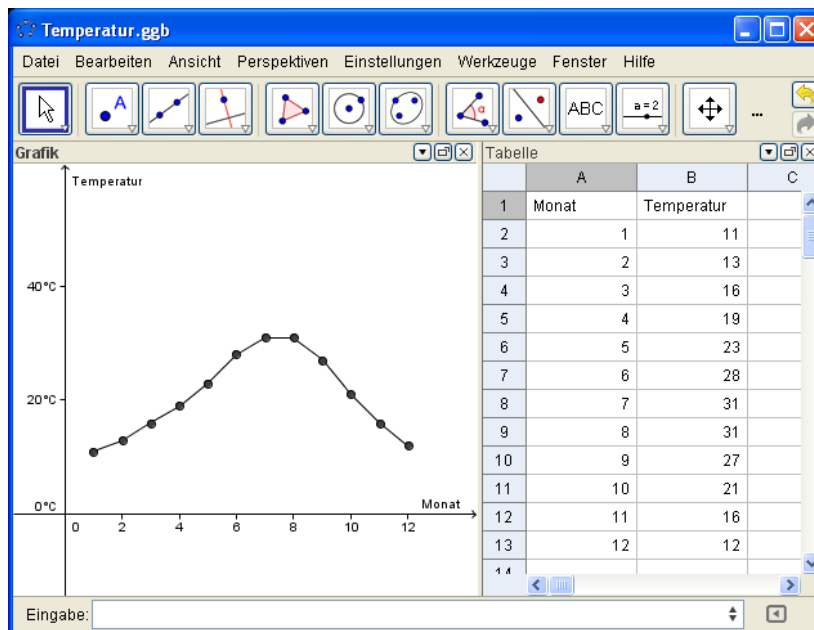 Temperatur.ggb
Datei Bearbeiten Ansicht Perspektiven Einstellungen Werkzeuge Fenster Hilfe
A α ABC a = 2 ...
Grafik
Temperatur
40°C
20°C
0°C
Monat
0 2 4 6 8 10 12
Tabelle
A B C
1 Monat Temperatur
2 1 11
3 2 13
4 3 16
5 4 19
6 5 23
7 6 28
8 7 31
9 8 31
10 9 27
11 10 21
12 11 16
13 12 12
14
Eingabe: